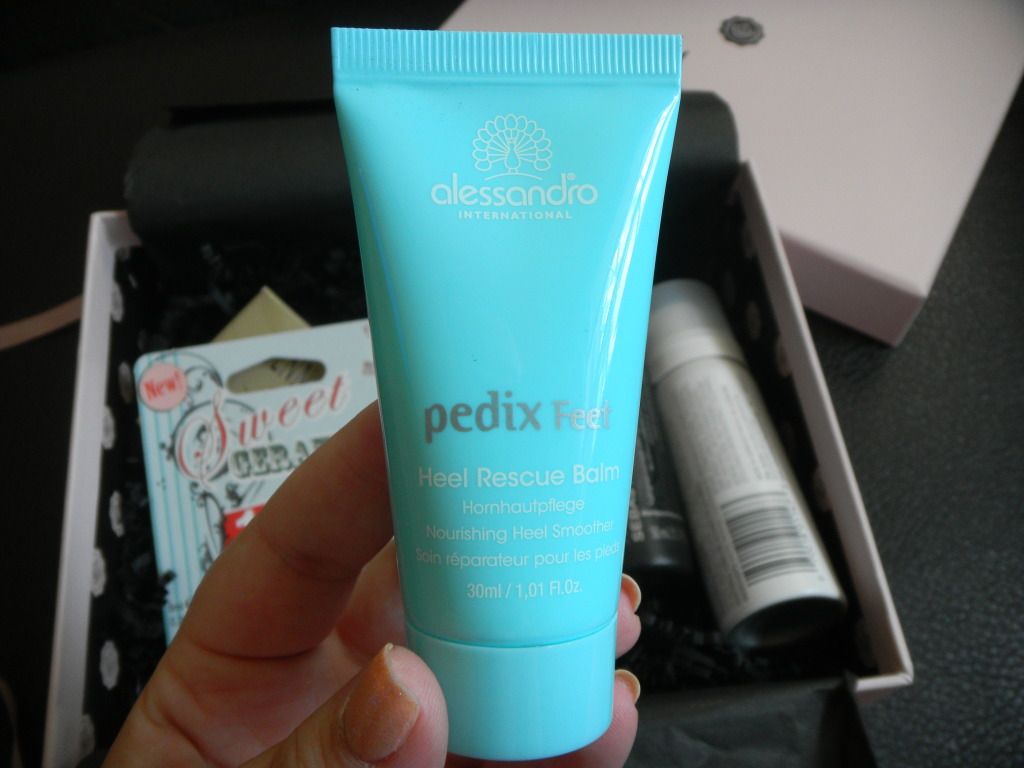 alessandro
INTERNATIONAL
pedix Feet
Heel Rescue Balm
Hornhautpflege
Nourishing Heel Smoother
Soin réparateur pour les pieds
30ml / 1,01 Fl.Oz.
New!
Sweet